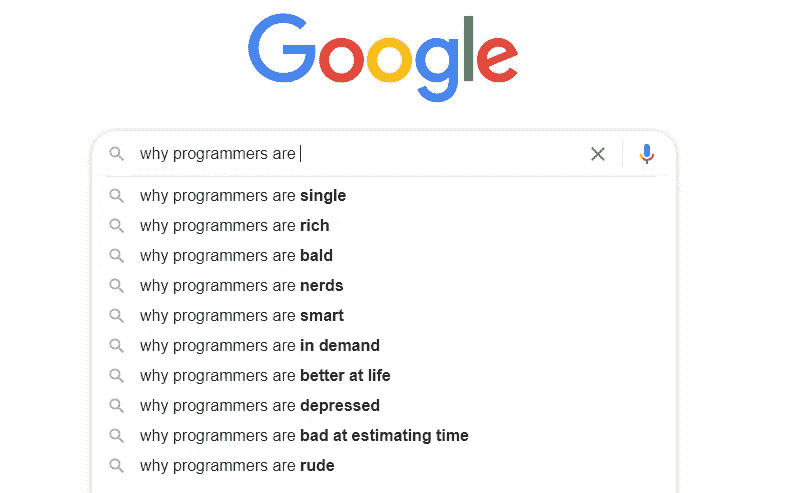 Google
why programmers are
why programmers are single
why programmers are rich
why programmers are bald
why programmers are nerds
why programmers are smart
why programmers are in demand
why programmers are better at life
why programmers are depressed
why programmers are bad at estimating time
why programmers are rude